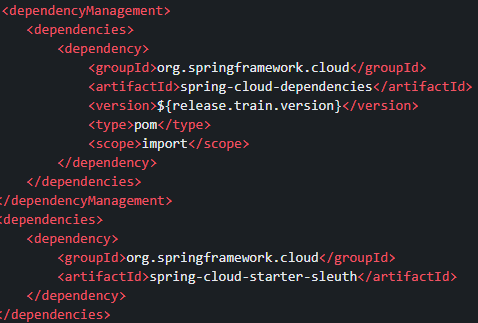 <dependencyManagement>
<dependencies>
<dependency>
<groupId>org.springframework.cloud</groupId>
<artifactId>spring-cloud-dependencies</artifactId>
<version>${release.train.version}</version>
<type>pom</type>
<scope>import</scope>
</dependency>
</dependencies>
</dependencyManagement>
<dependencies>
<dependency>
<groupId>org.springframework.cloud</groupId>
<artifactId>spring-cloud-starter-sleuth</artifactId>
</dependency>
</dependencies>